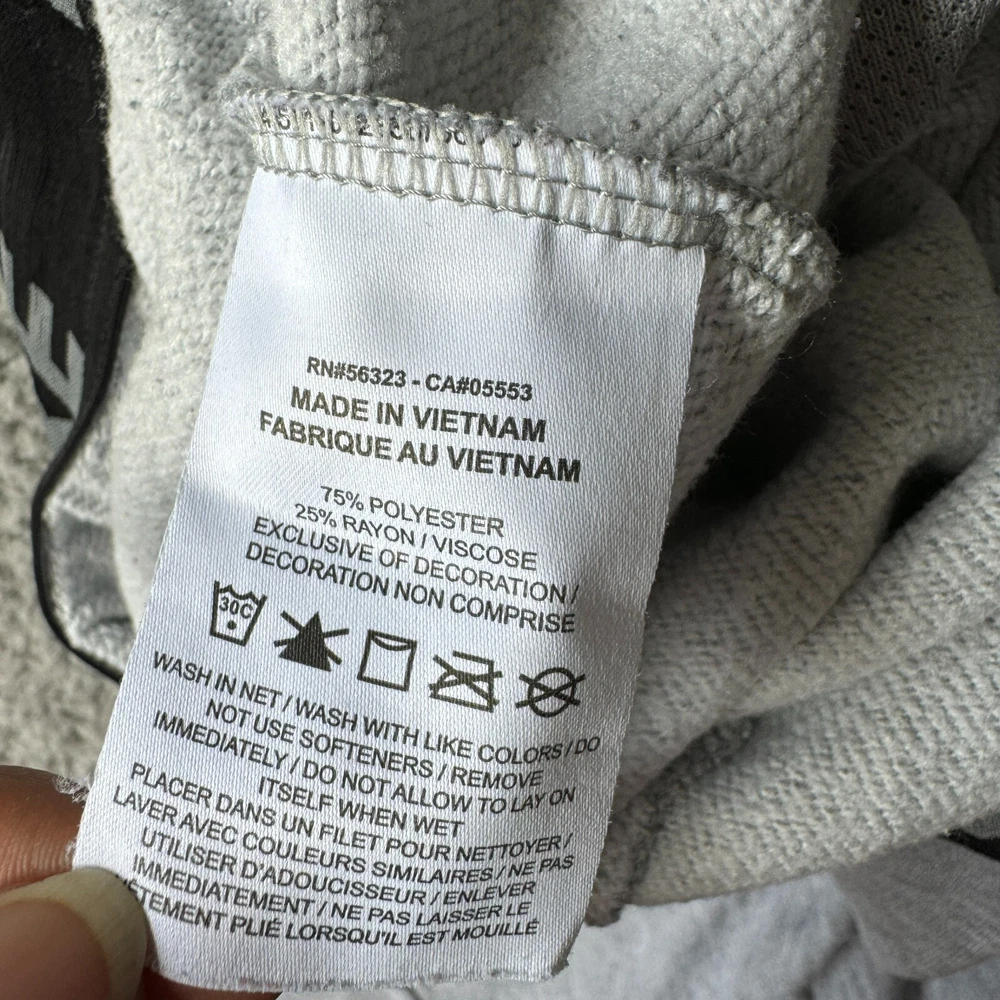 RN#56323 - CA#05553
MADE IN VIETNAM
FABRIQUE AU VIETNAM
75% POLYESTER
25% RAYON / VISCOSE
EXCLUSIVE OF DECORATION /
DECORATION NON COMPRISE
30C
WASH IN NET / WASH WITH LIKE COLORS / DO
NOT USE SOFTENERS / REMOVE
IMMEDIATELY / DO NOT ALLOW TO LAY ON
ITSELF WHEN WET
PLACER DANS UN FILET POUR NETTOYER /
LAVER AVEC COULEURS SIMILAIRES / NE PAS
UTILISER D'ADOUCISSEUR / ENLEVER
IMMEDIATEMENT / NE PAS LAISSER LE
PLIÉ LORSQU'IL EST MOUILLÉ